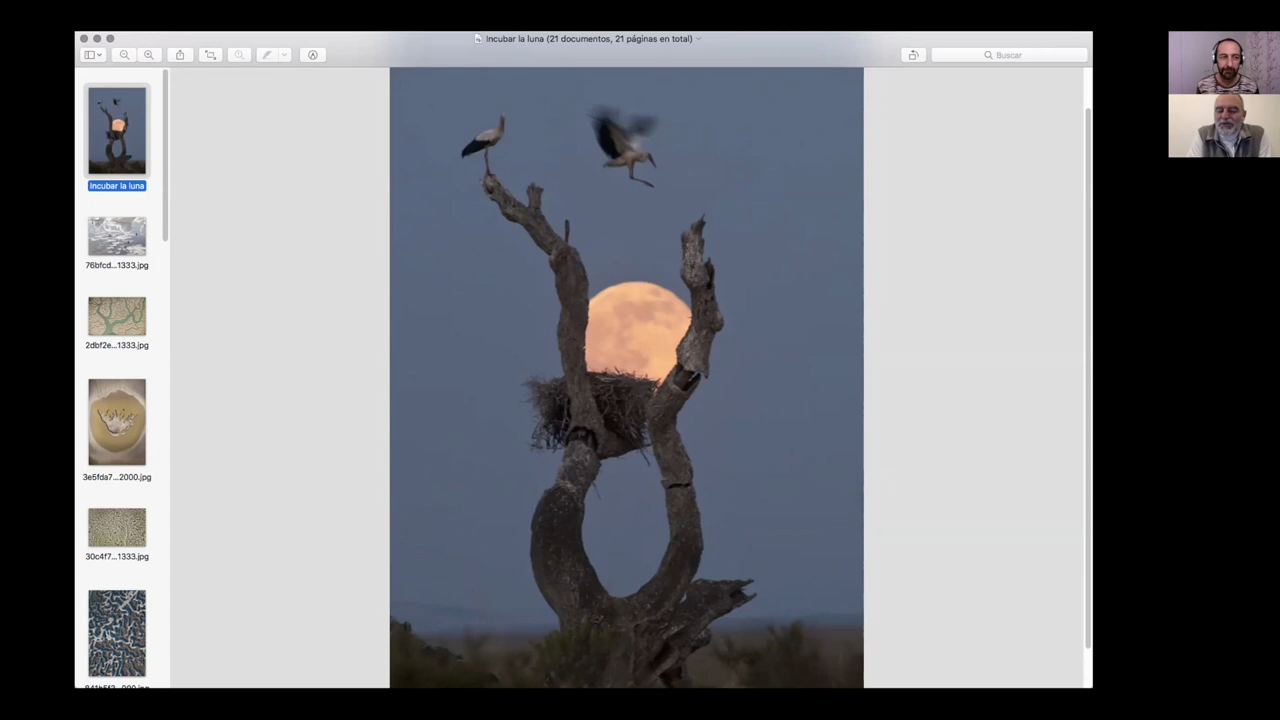 Incubar la luna (21 documentos, 21 páginas en total)
Buscar
Incubar la luna
76bfcd...1333.jpg
2dbf2e...1333.jpg
3e5fda7...2000.jpg
30c4f7...1333.jpg